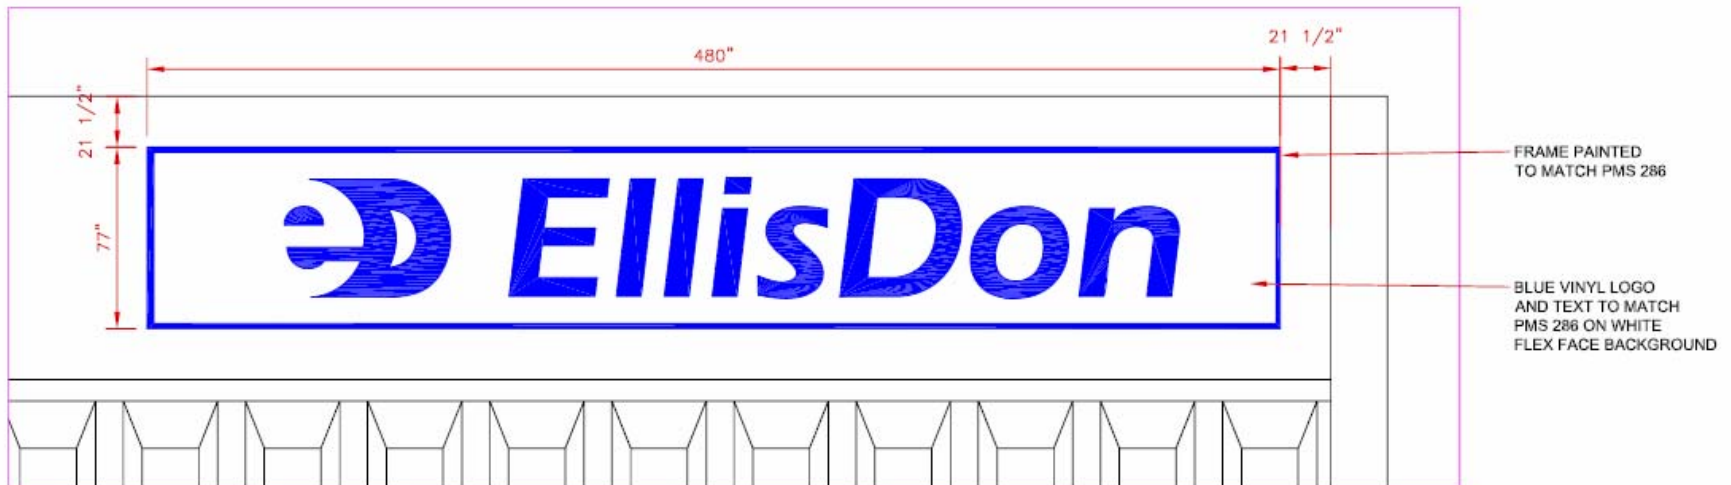 480"
21 1/2"
21 1/2"
77"
eD EllisDon
FRAME PAINTED
TO MATCH PMS 286
BLUE VINYL LOGO
AND TEXT TO MATCH
PMS 286 ON WHITE
FLEX FACE BACKGROUND